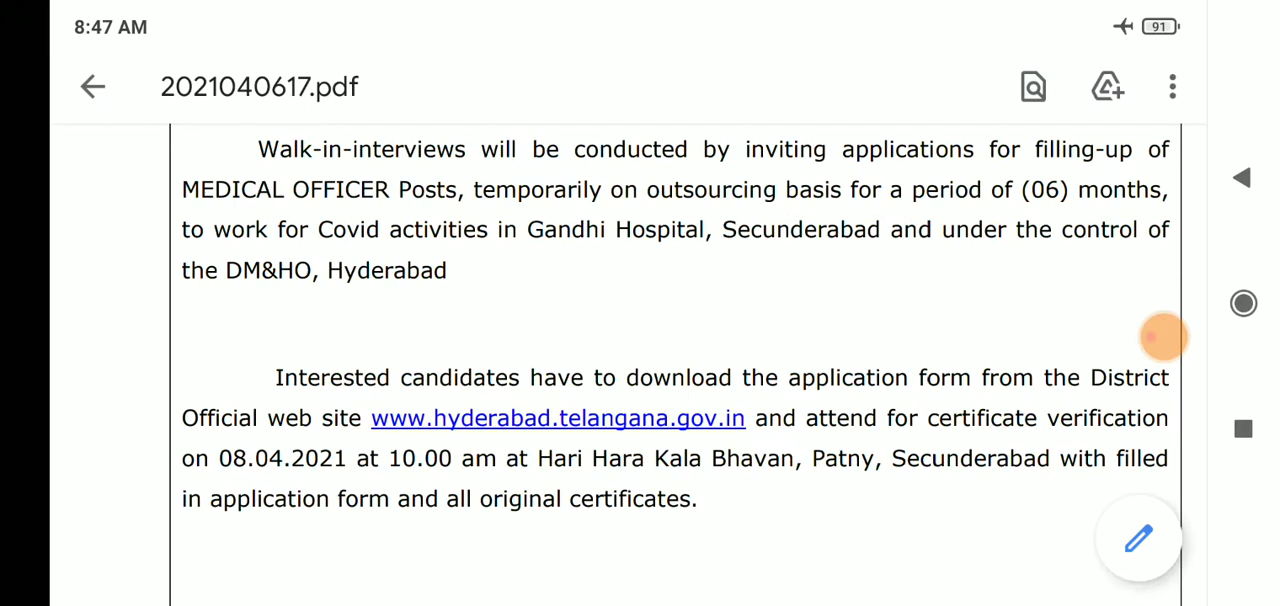 8:47 AM
91
2021040617.pdf
Walk-in-interviews will be conducted by inviting applications for filling-up of
MEDICAL OFFICER Posts, temporarily on outsourcing basis for a period of (06) months,
to work for Covid activities in Gandhi Hospital, Secunderabad and under the control of
the DM&HO, Hyderabad
Interested candidates have to download the application form from the District
Official web site www.hyderabad.telangana.gov.in and attend for certificate verification
on 08.04.2021 at 10.00 am at Hari Hara Kala Bhavan, Patny, Secunderabad with filled
in application form and all original certificates.